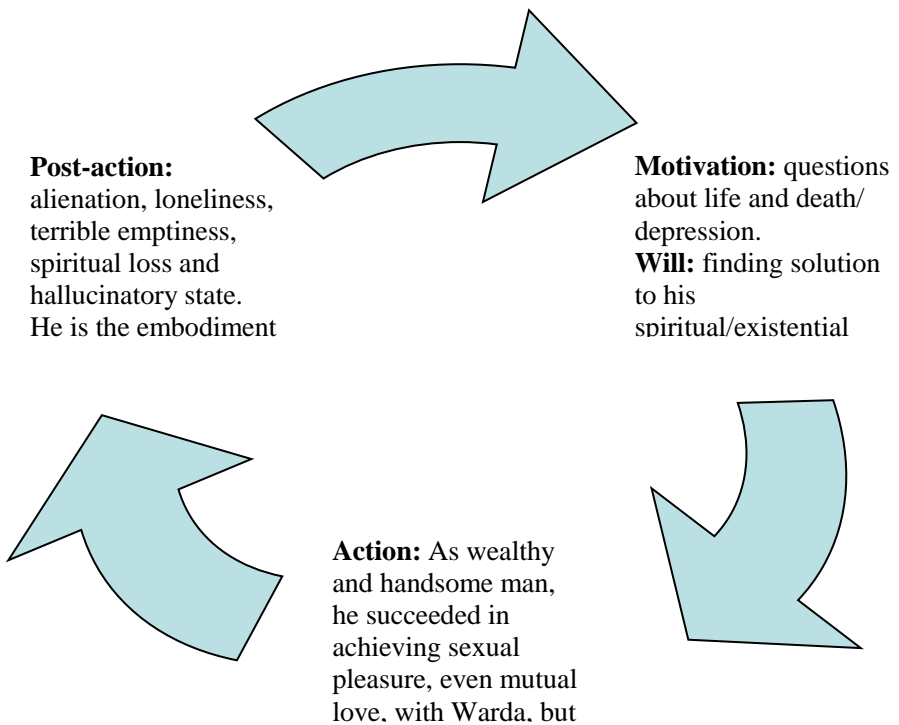 Post-action:
alienation, loneliness,
terrible emptiness,
spiritual loss and
hallucinatory state.
He is the embodiment
Motivation: questions
about life and death/
depression.
Will: finding solution
to his
spiritual/existential
Action: As wealthy
and handsome man,
he succeeded in
achieving sexual
pleasure, even mutual
love, with Warda, but